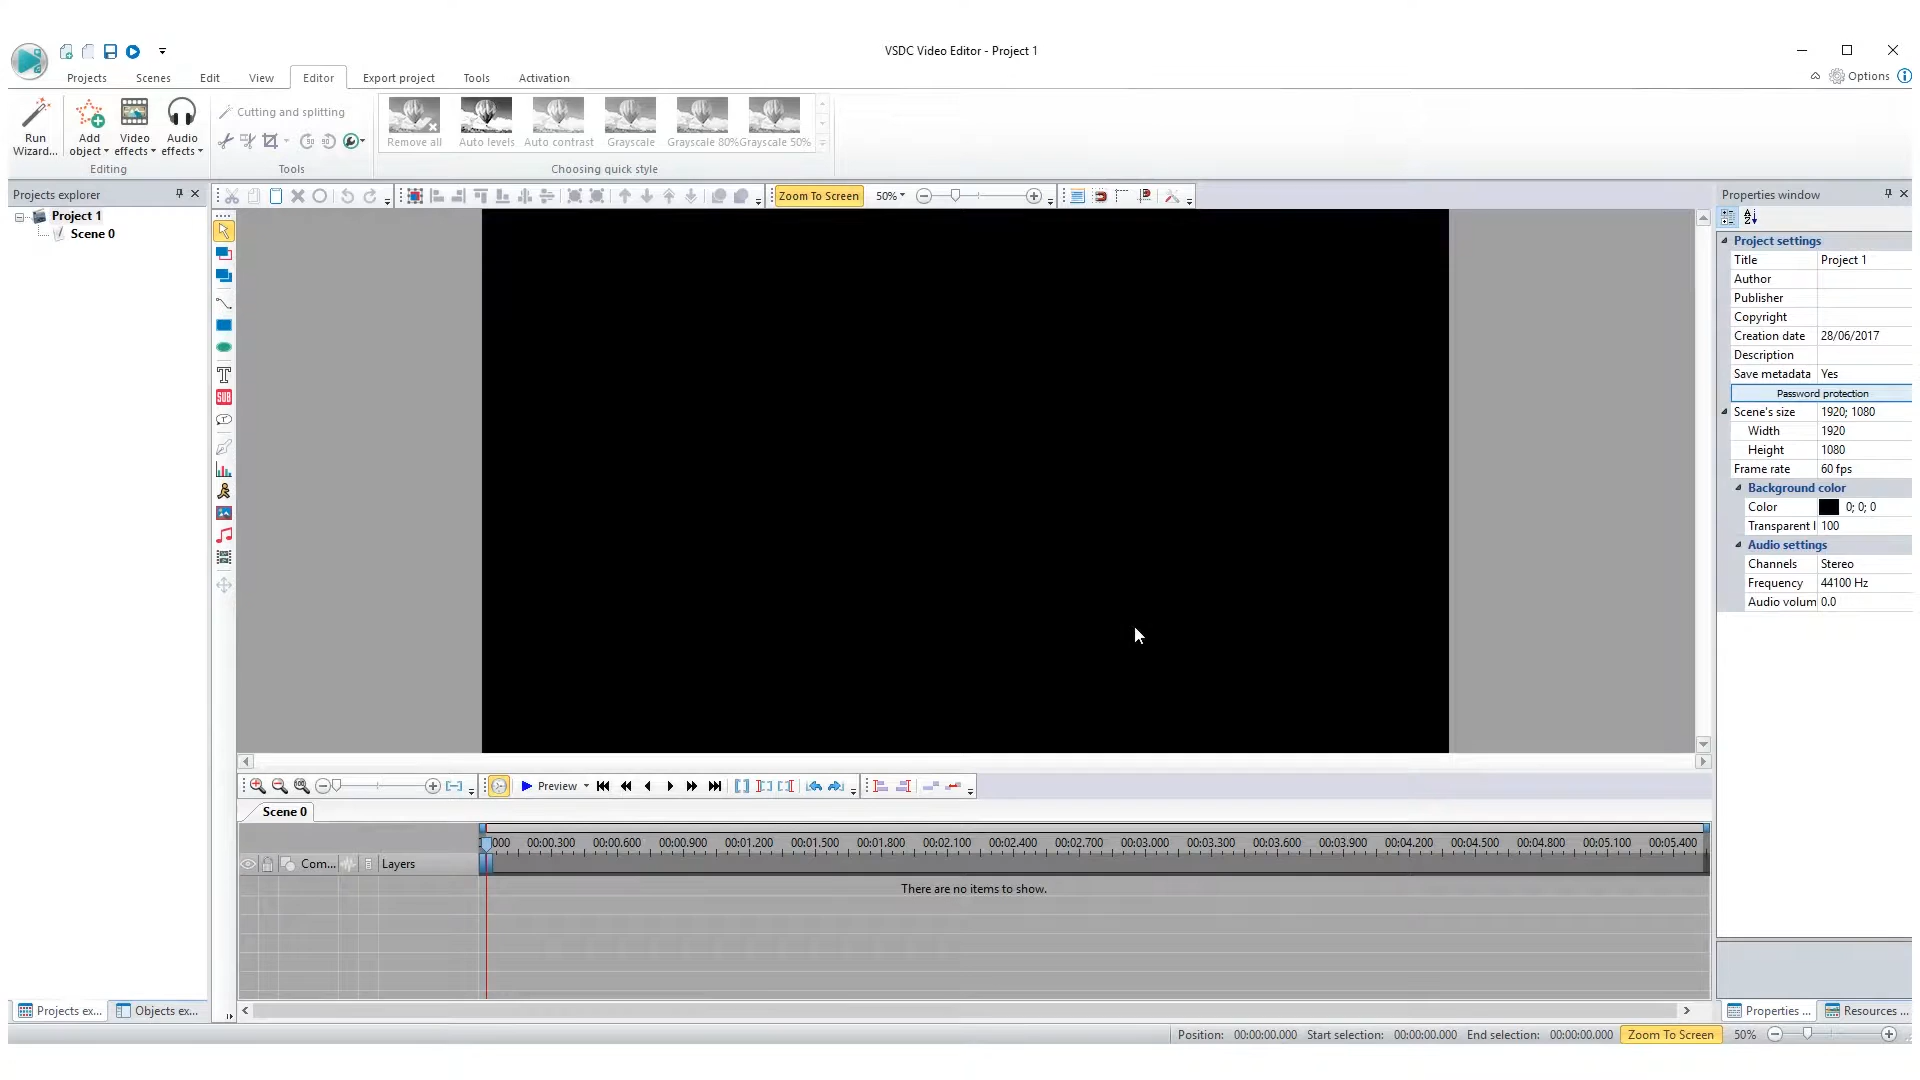 VSDC Video Editor - Project 1
Projects Scenes Edit View Editor Export project Tools Activation
Options
Run Wizard...
Add object
Video effects
Audio effects
Editing
Cutting and splitting
Tools
Remove all Auto levels Auto contrast Grayscale Grayscale 80% Grayscale 50%
Choosing quick style
Projects explorer
Project 1
Scene 0
Zoom To Screen 50%
T
SUB
Preview
Scene 0
000 00:00.300 00:00.600 00:00.900 00:01.200 00:01.500 00:01.800 00:02.100 00:02.400 00:02.700 00:03.000 00:03.300 00:03.600 00:03.900 00:04.200 00:04.500 00:04.800 00:05.100 00:05.400
Com... Layers
There are no items to show.
Properties window
Project settings
Title Project 1
Author
Publisher
Copyright
Creation date 28/06/2017
Description
Save metadata Yes
Password protection
Scene's size 1920; 1080
Width 1920
Height 1080
Frame rate 60 fps
Background color
Color 0; 0; 0
Transparent l 100
Audio settings
Channels Stereo
Frequency 44100 Hz
Audio volum 0.0
Projects ex... Objects ex...
Properties ... Resources ...
Position: 00:00:00.000 Start selection: 00:00:00.000 End selection: 00:00:00.000 Zoom To Screen 50%